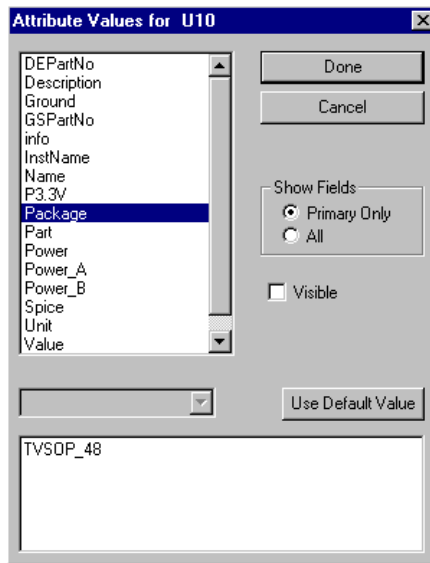 Attribute Values for U10
DEPartNo
Description
Ground
GSPartNo
info
InstName
Name
P3.3V
Package
Part
Power
Power_A
Power_B
Spice
Unit
Value
Done
Cancel
Show Fields
Primary Only
All
Visible
Use Default Value
TVSOP_48